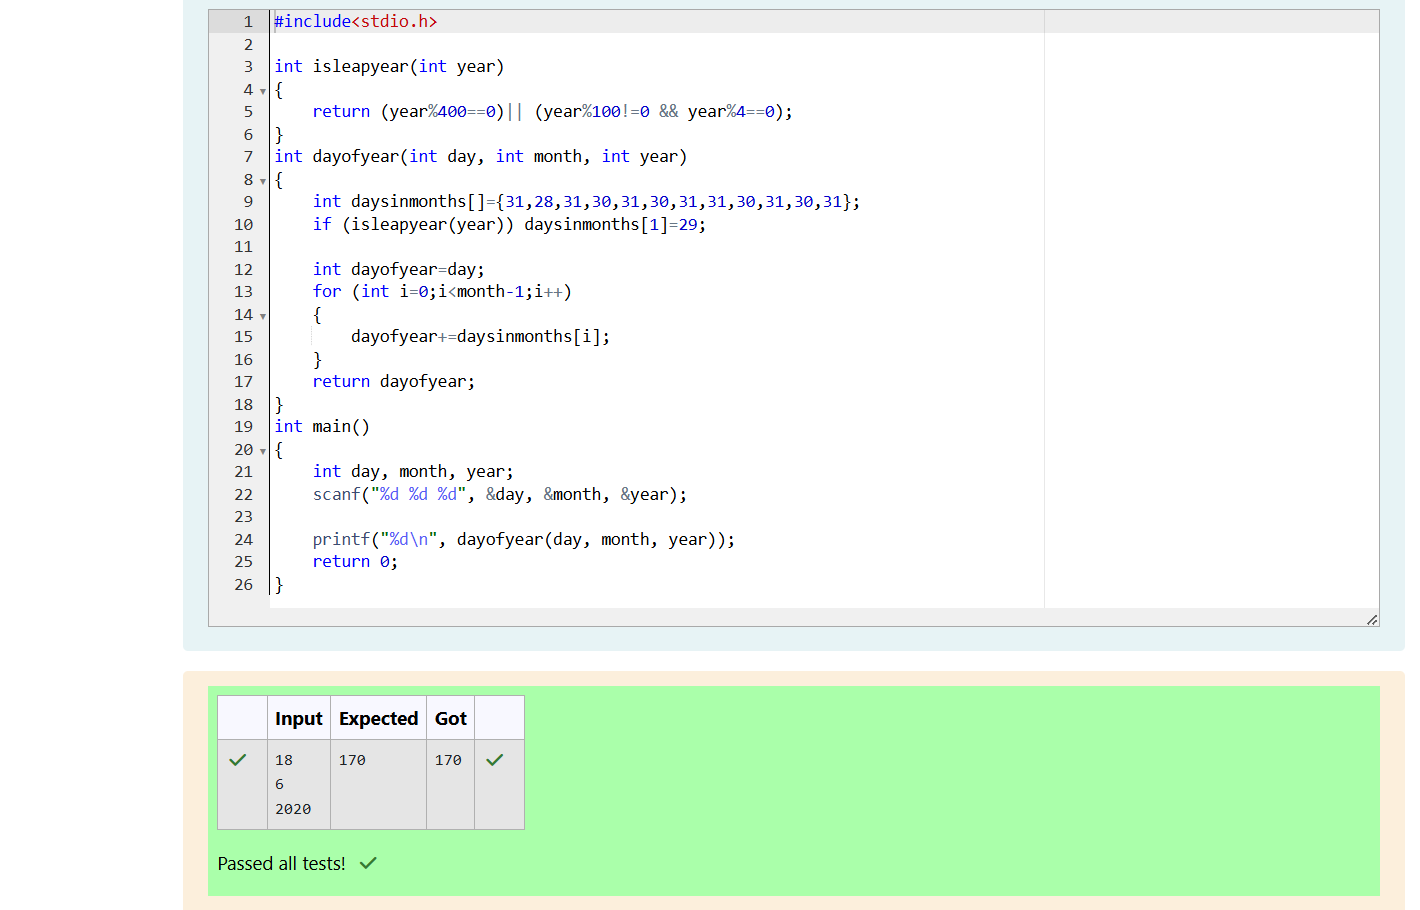 1 #include<stdio.h>
2
3 int isleapyear(int year)
4 {
5     return (year%400==0)|| (year%100!=0 && year%4==0);
6 }
7 int dayofyear(int day, int month, int year)
8 {
9     int daysinmonths[]={31,28,31,30,31,30,31,31,30,31,30,31};
10     if (isleapyear(year)) daysinmonths[1]=29;
11
12     int dayofyear=day;
13     for (int i=0;i<month-1;i++)
14     {
15         dayofyear+=daysinmonths[i];
16     }
17     return dayofyear;
18 }
19 int main()
20 {
21     int day, month, year;
22     scanf("%d %d %d", &day, &month, &year);
23
24     printf("%d\n", dayofyear(day, month, year));
25     return 0;
26 }
Input Expected Got
18 170 170
6
2020
Passed all tests!